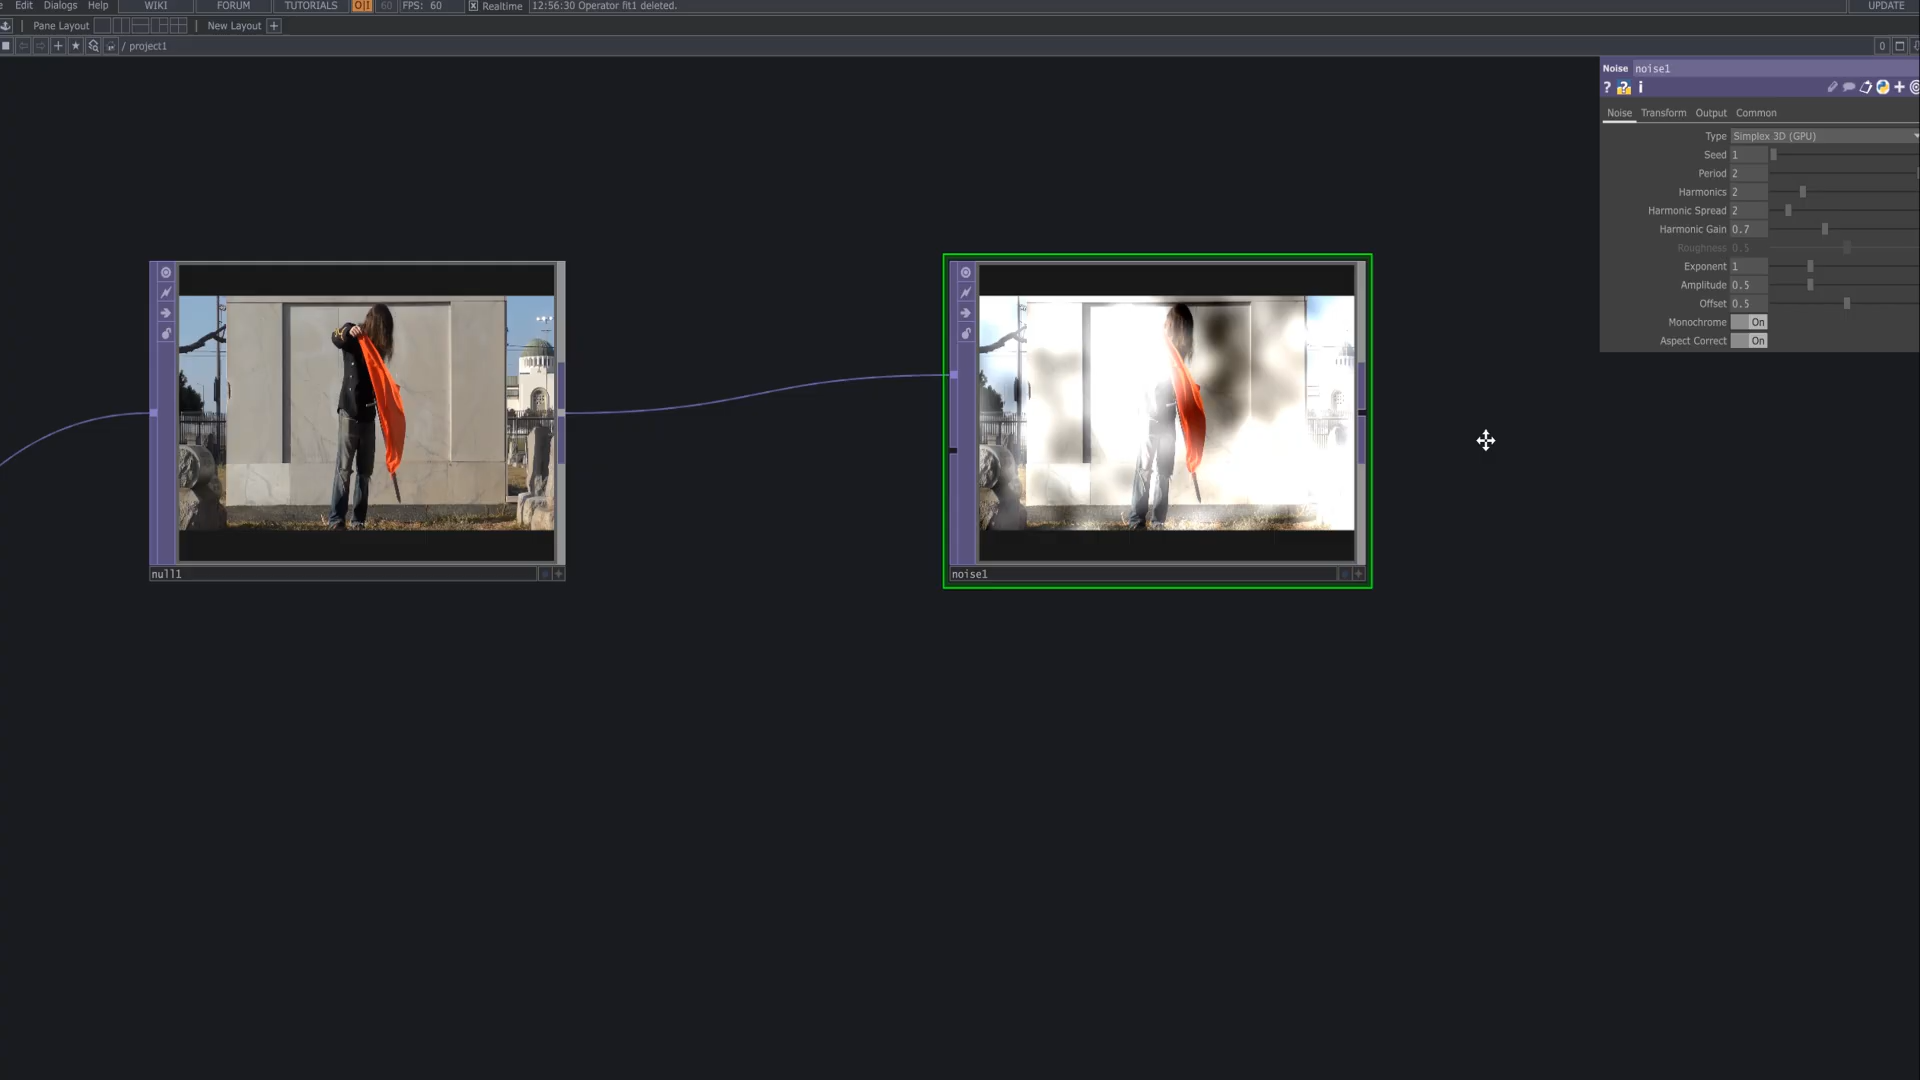 Edit Dialogs Help WIKI FORUM TUTORIALS O|I 60 FPS: 60 Realtime 12:56:30 Operator fit1 deleted. UPDATE
Pane Layout New Layout +
/ project1 0
Noise noise1
? ? i
Noise Transform Output Common
Type Simplex 3D (GPU)
Seed 1
Period 2
Harmonics 2
Harmonic Spread 2
Harmonic Gain 0.7
Roughness 0.5
Exponent 1
Amplitude 0.5
Offset 0.5
Monochrome On
Aspect Correct On
null1
noise1